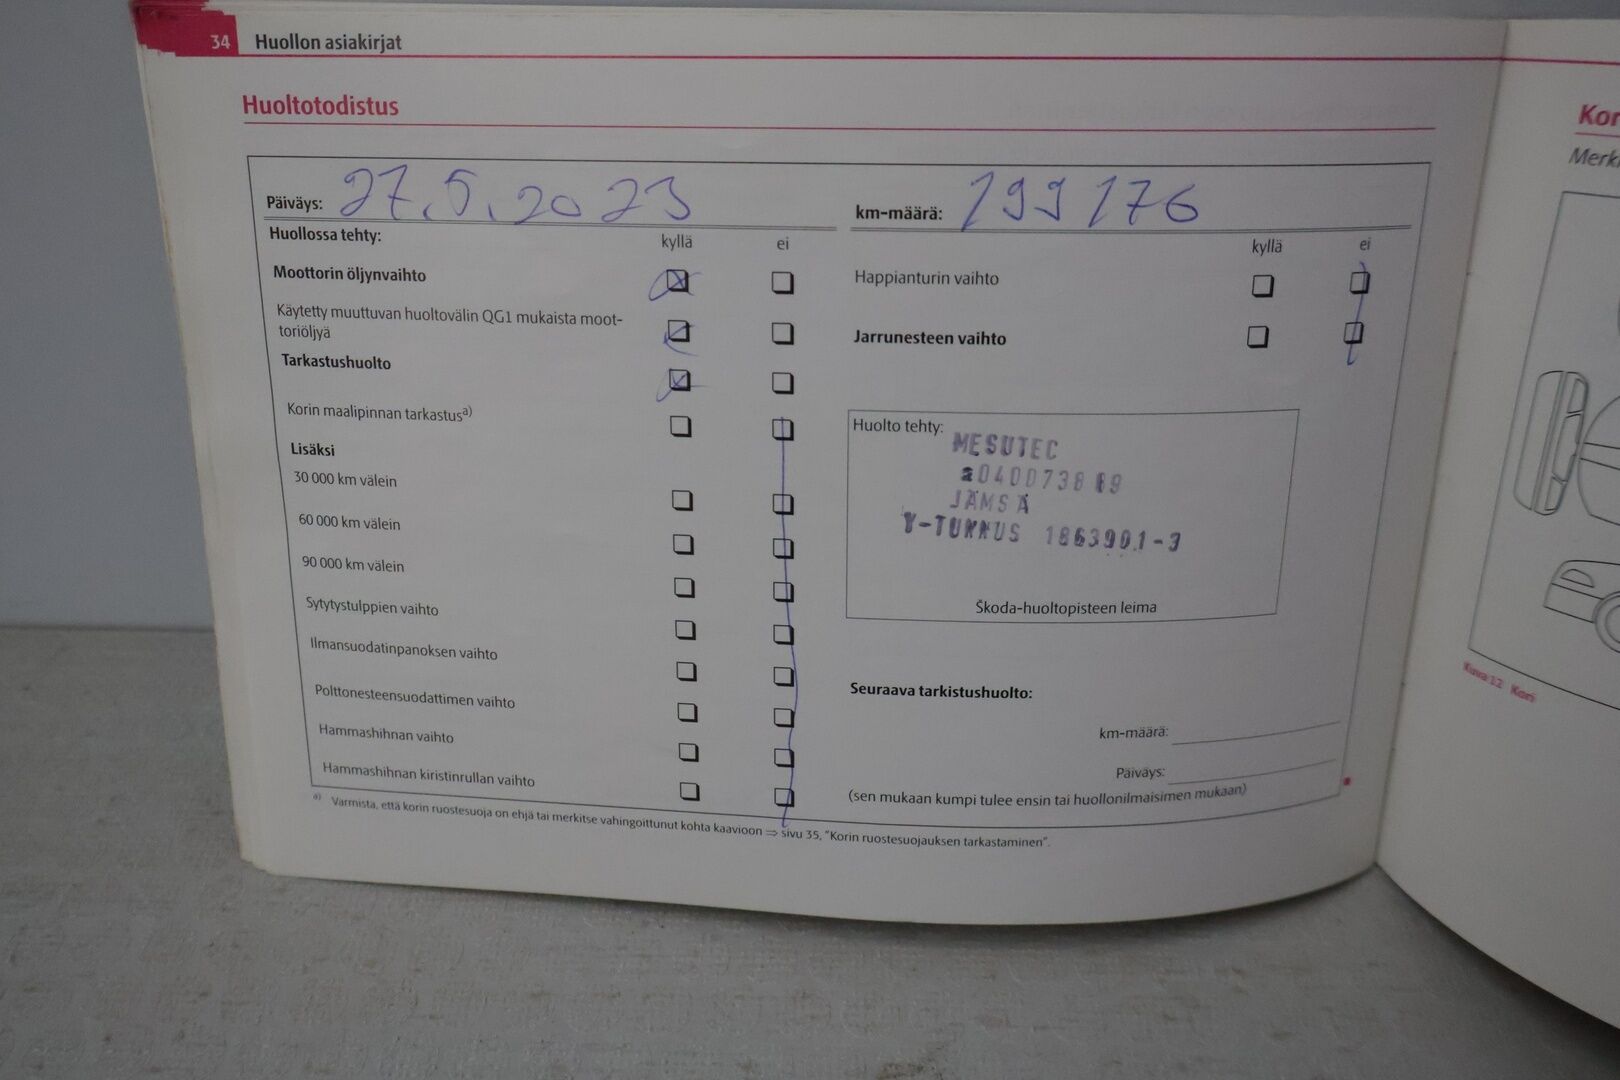 34 Huollon asiakirjat
Huoltotodistus
Päiväys: 27.5.2023
km-määrä: 199176
Huollossa tehty:
kyllä ei
Moottorin öljynvaihto
Käytetty muuttuvan huoltovälin QG1 mukaista moot-
toriöljyä
Tarkastushuolto
Korin maalipinnan tarkastusa)
Lisäksi
30 000 km välein
60 000 km välein
90 000 km välein
Sytytystulppien vaihto
Ilmansuodatinpanoksen vaihto
Polttonesteensuodattimen vaihto
Hammashihnan vaihto
Hammashihnan kiristinrullan vaihto
kyllä ei
Happianturin vaihto
Jarrunesteen vaihto
Huolto tehty:
MESUTEC
JÄMSÄ
Y-TUNNUS 1863901-3
Škoda-huoltopisteen leima
Seuraava tarkistushuolto:
km-määrä:
Päiväys:
(sen mukaan kumpi tulee ensin tai huollonilmaisimen mukaan)
a) Varmista, että korin ruostesuoja on ehjä tai merkitse vahingoittunut kohta kaavioon ⇒ sivu 35, "Korin ruostesuojauksen tarkastaminen".
Kuva 12 Kori